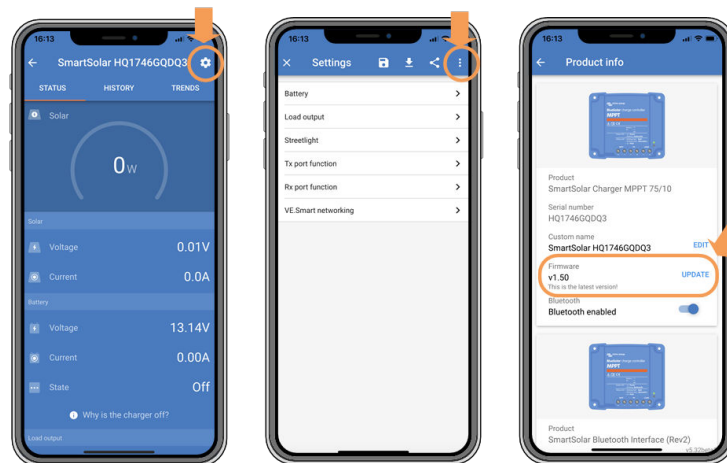 16:13
SmartSolar HQ1746GQDQ3
STATUS
HISTORY
TRENDS
Solar
0W
Solar
Voltage
0.01V
Current
0.0A
Battery
Voltage
13.14V
Current
0.00A
State
Off
Why is the charger off?
Load output
16:13
Settings
Battery
Load output
Streetlight
Tx port function
Rx port function
VE.Smart networking
16:13
Product info
MPPT
Product
SmartSolar Charger MPPT 75/10
Serial number
HQ1746GQDQ3
Custom name
SmartSolar HQ1746GQDQ3
EDIT
Firmware
v1.50
UPDATE
This is the latest version!
Bluetooth
Bluetooth enabled
MPPT
Product
SmartSolar Bluetooth Interface (Rev2)